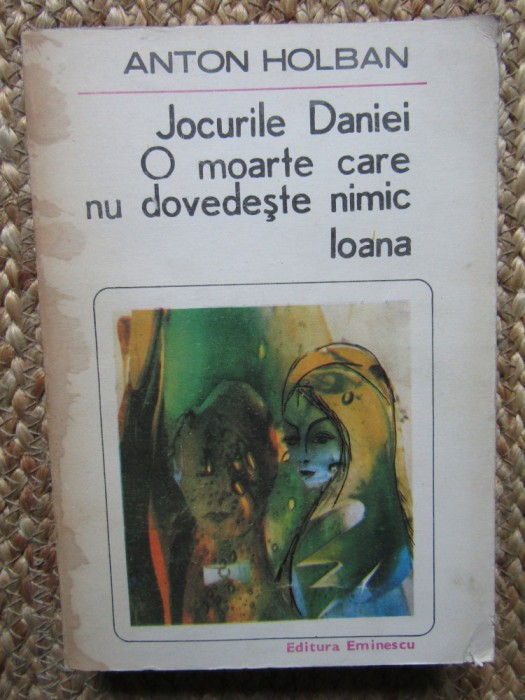 ANTON HOLBAN
Jocurile Daniei
O moarte care
nu dovedeşte nimic
Ioana
Editura Eminescu